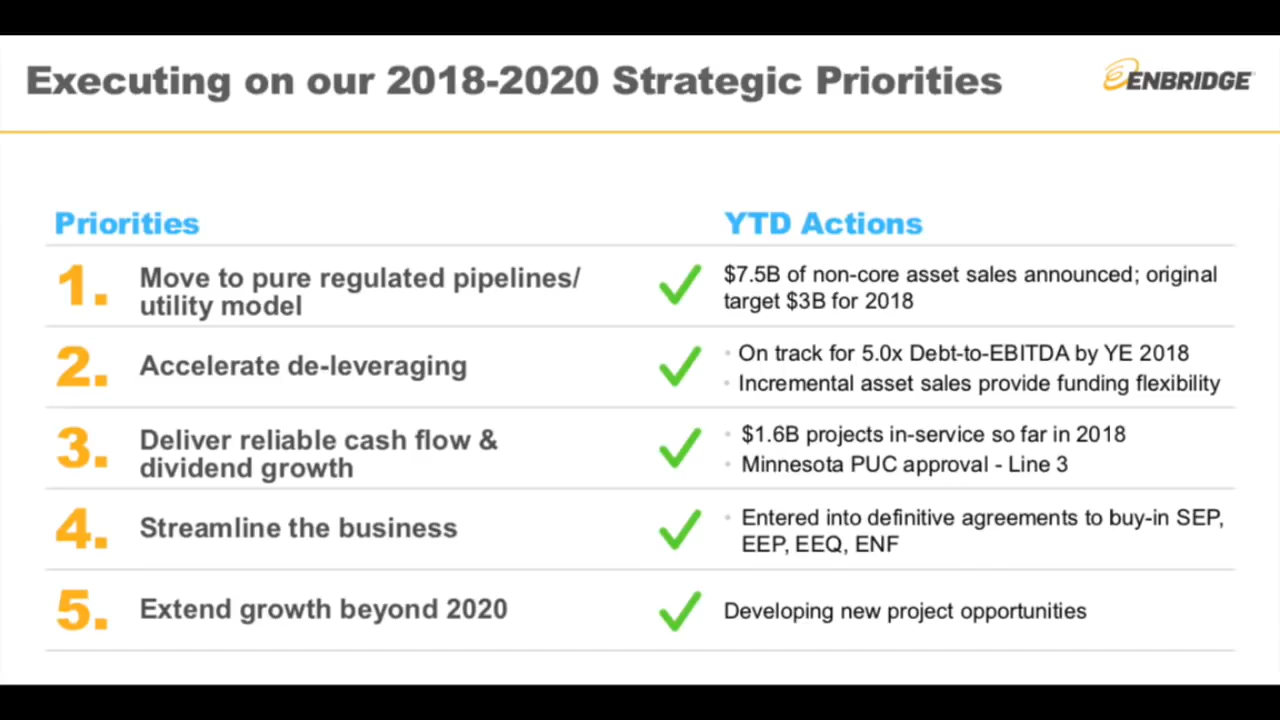 Executing on our 2018-2020 Strategic Priorities
ENBRIDGE
Priorities
YTD Actions
1.
Move to pure regulated pipelines/
utility model
$7.5B of non-core asset sales announced; original
target $3B for 2018
2.
Accelerate de-leveraging
On track for 5.0x Debt-to-EBITDA by YE 2018
Incremental asset sales provide funding flexibility
3.
Deliver reliable cash flow &
dividend growth
$1.6B projects in-service so far in 2018
Minnesota PUC approval - Line 3
4.
Streamline the business
Entered into definitive agreements to buy-in SEP,
EEP, EEQ, ENF
5.
Extend growth beyond 2020
Developing new project opportunities